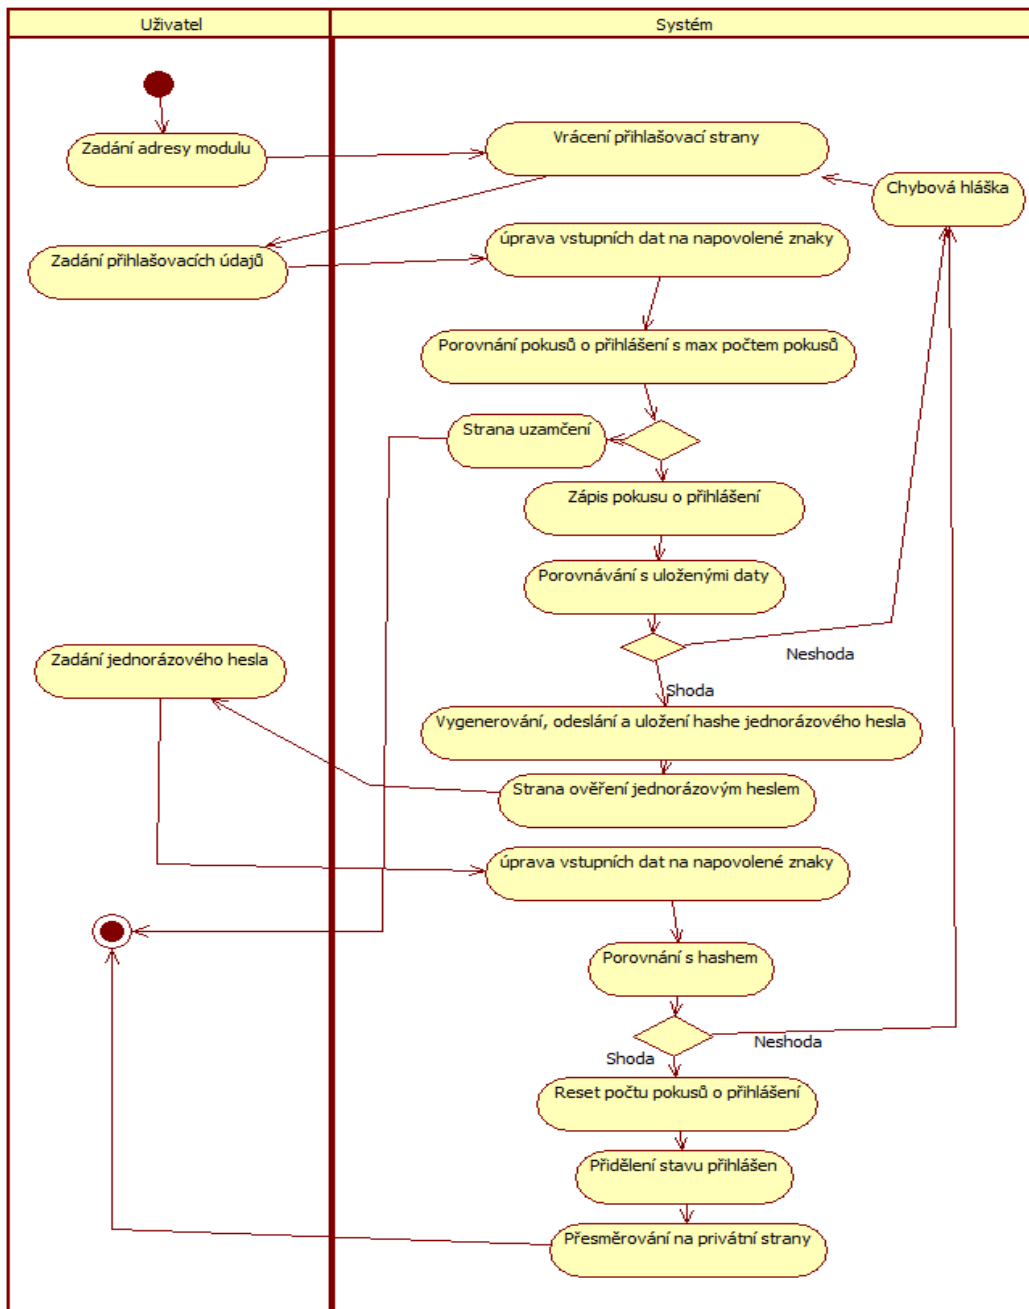 Uživatel
Systém
Zadání adresy modulu
Vrácení přihlašovací strany
Chybová hláška
Zadání přihlašovacích údajů
úprava vstupních dat na napovolené znaky
Porovnání pokusů o přihlášení s max počtem pokusů
Strana uzamčení
Zápis pokusu o přihlášení
Porovnávání s uloženými daty
Neshoda
Zadání jednorázového hesla
Shoda
Vygenerování, odeslání a uložení hashe jednorázového hesla
Strana ověření jednorázovým heslem
úprava vstupních dat na napovolené znaky
Porovnání s hashem
Neshoda
Shoda
Reset počtu pokusů o přihlášení
Přidělení stavu přihlášen
Přesměrování na privátní strany